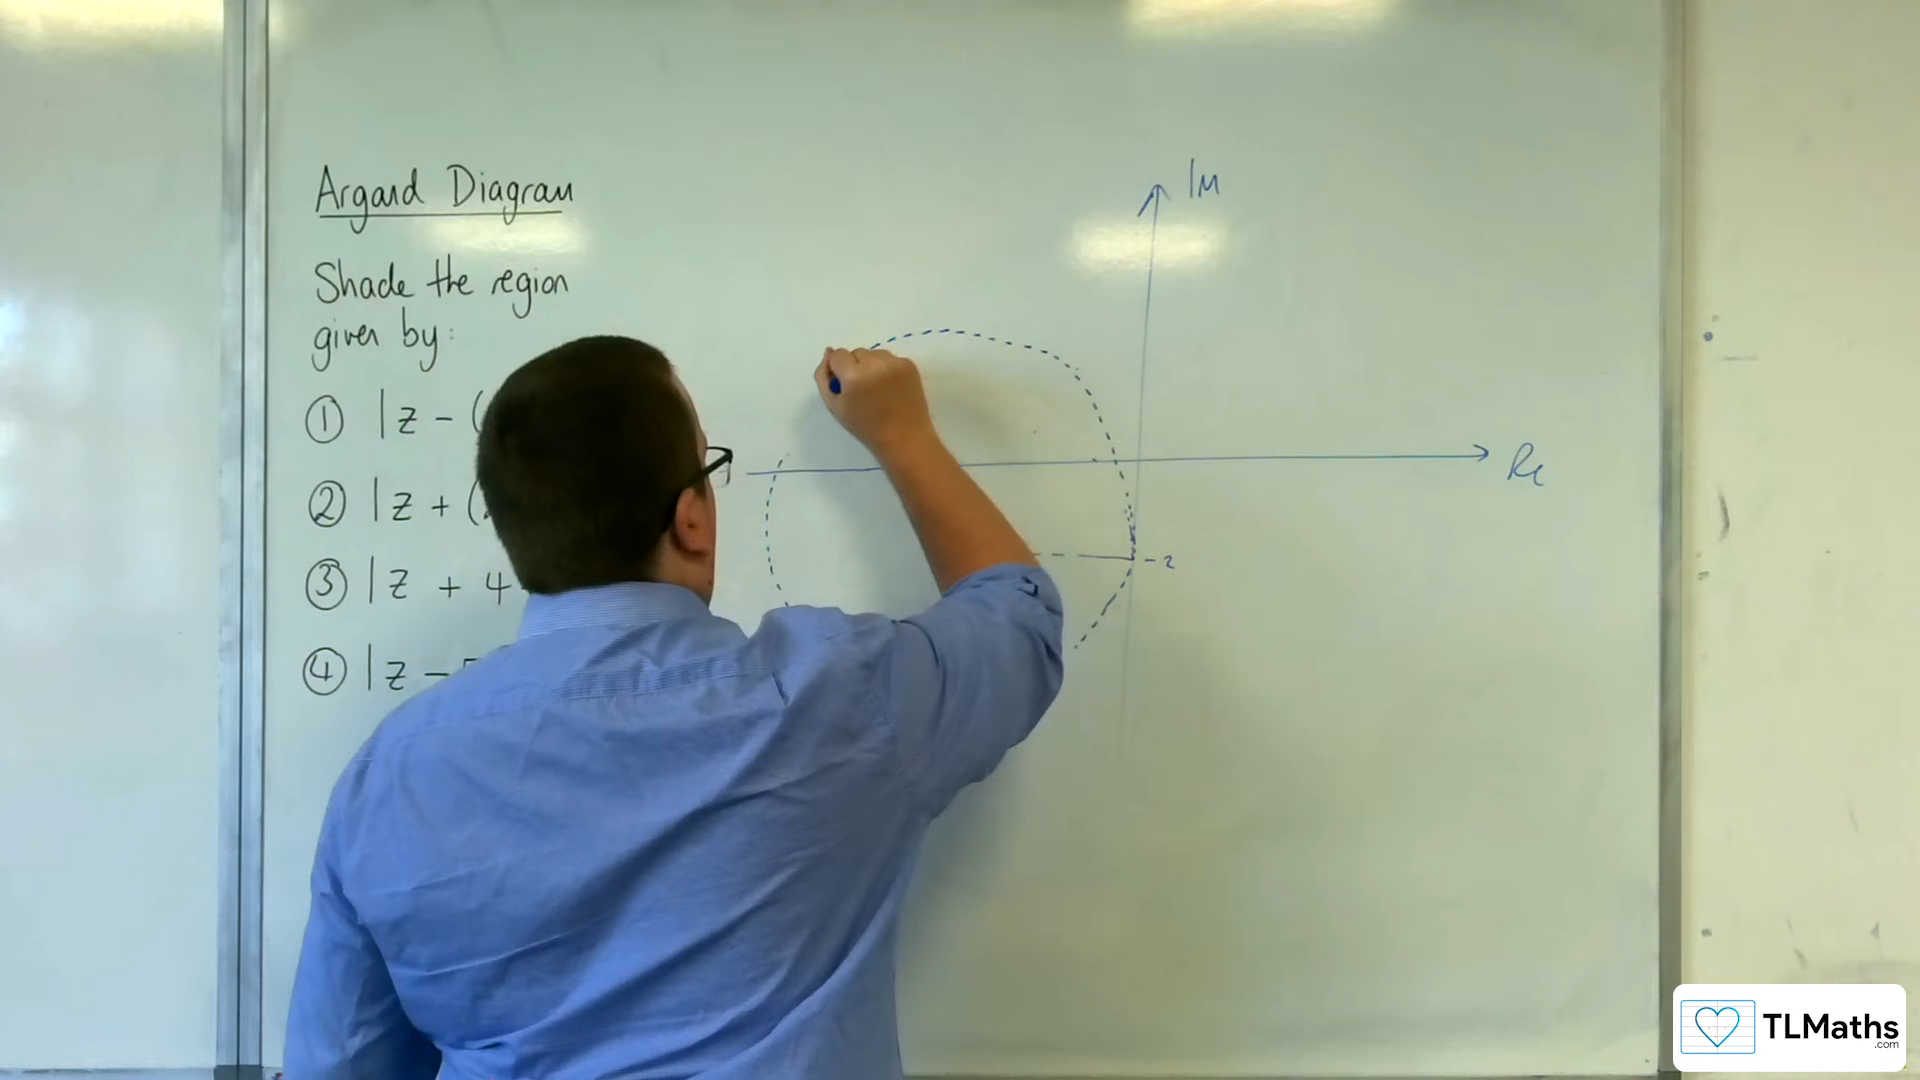 Argand Diagram
Shade the region
given by:
① |z - (
② |z + (
③ |z + 4
④ |z -
Im
Re
-2
TLMaths
.com